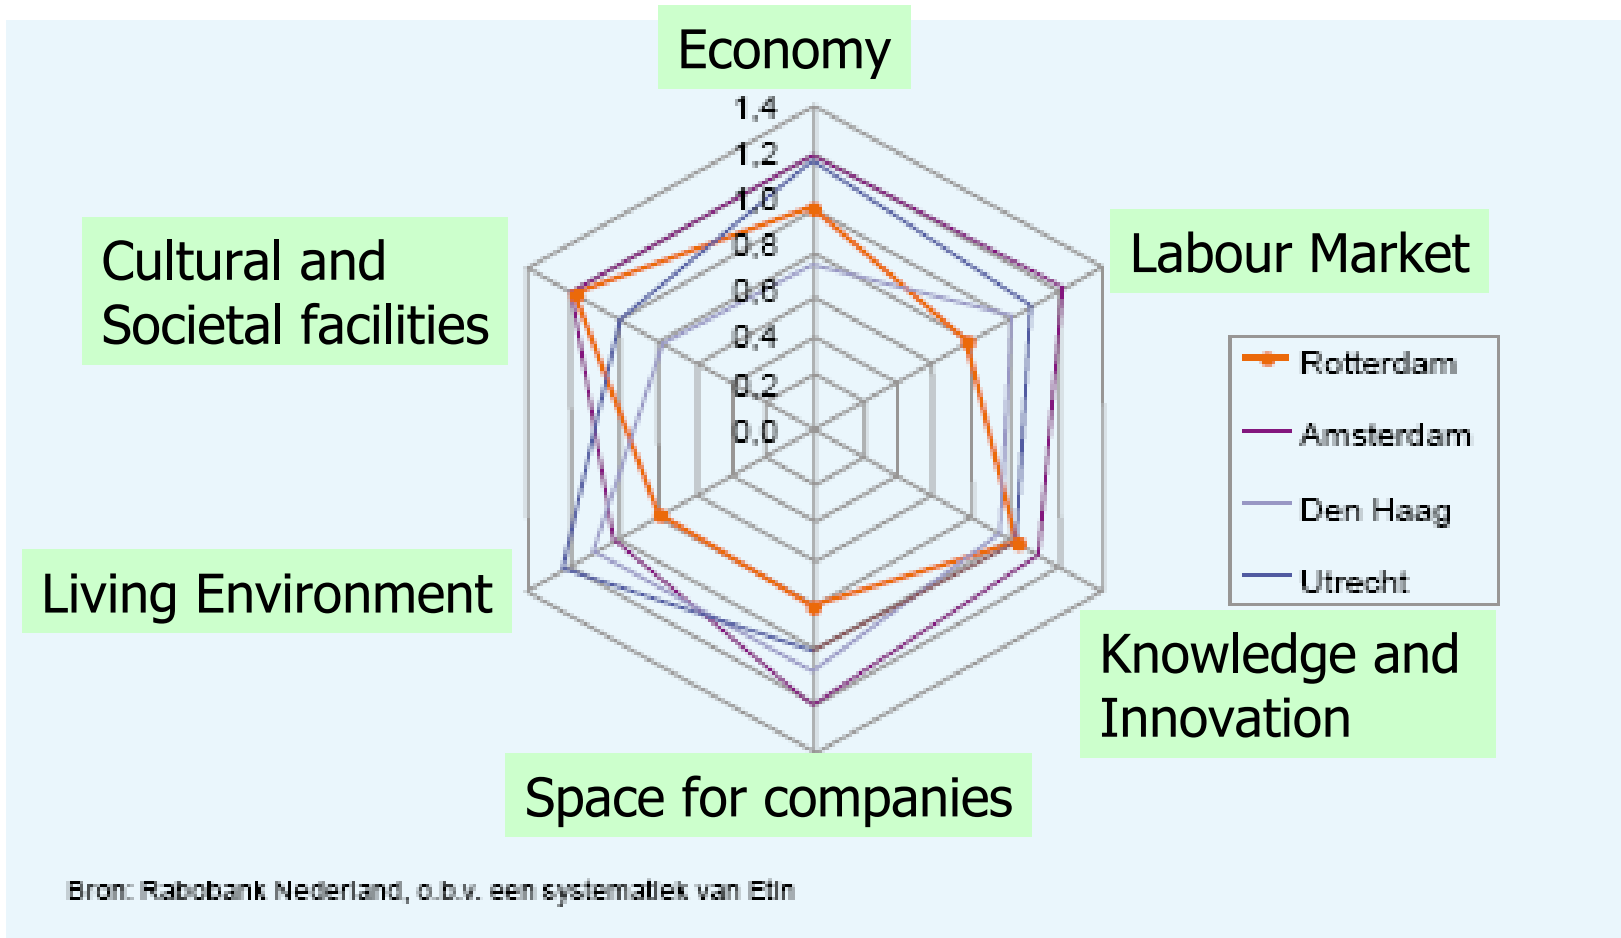 Economy
1,4
1,2
1,0
0,8
0,6
0,4
0,2
0,0
Cultural and
Societal facilities
Labour Market
Rotterdam
Amsterdam
Den Haag
Utrecht
Living Environment
Knowledge and
Innovation
Space for companies
Bron: Rabobank Nederland, o.b.v. een systematiek van Etin